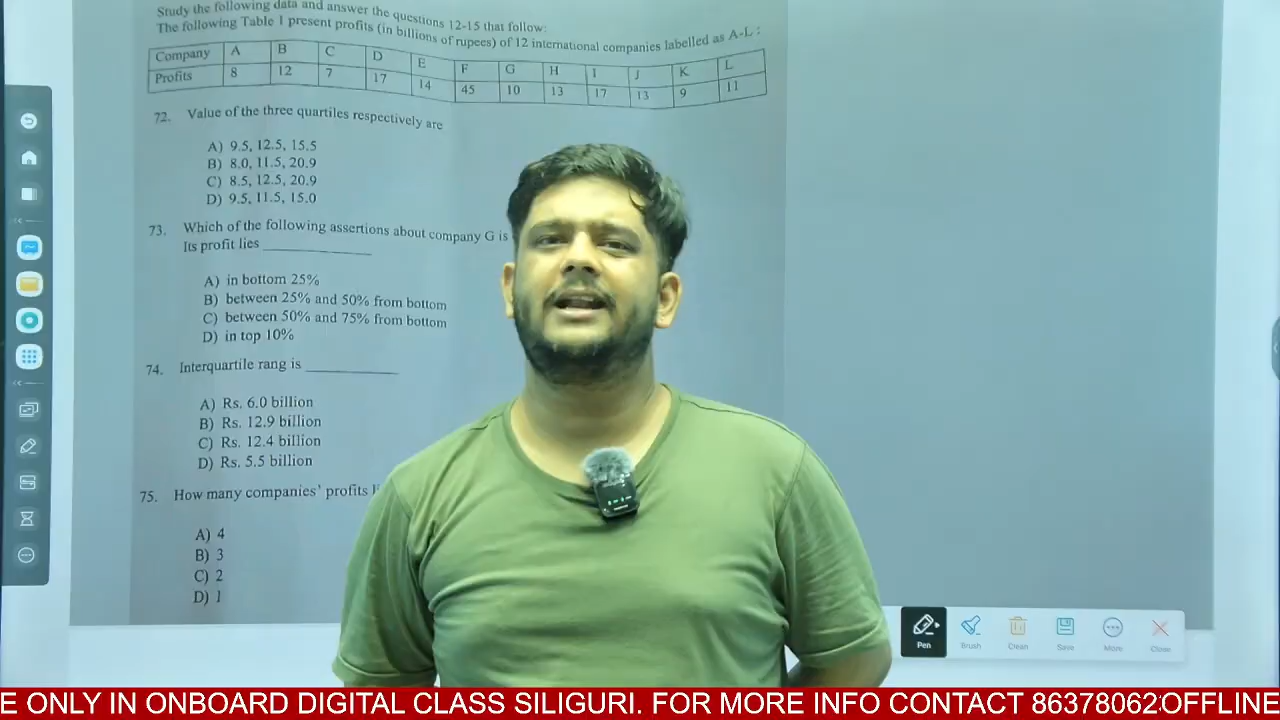 Study the following data and answer the questions 12-15 that follow:
The following Table 1 present profits (in billions of rupees) of 12 international companies labelled as A-L :
Company A B C D E F G H I J K L
Profits 8 12 7 17 14 45 10 13 17 13 9 11
72. Value of the three quartiles respectively are
A) 9.5, 12.5, 15.5
B) 8.0, 11.5, 20.9
C) 8.5, 12.5, 20.9
D) 9.5, 11.5, 15.0
73. Which of the following assertions about company G is
Its profit lies ____________
A) in bottom 25%
B) between 25% and 50% from bottom
C) between 50% and 75% from bottom
D) in top 10%
74. Interquartile rang is ____________
A) Rs. 6.0 billion
B) Rs. 12.9 billion
C) Rs. 12.4 billion
D) Rs. 5.5 billion
75. How many companies' profits
A) 4
B) 3
C) 2
D) 1
Pen Brush Clean Save More Close
E ONLY IN ONBOARD DIGITAL CLASS SILIGURI. FOR MORE INFO CONTACT 86378062 OFFLINE